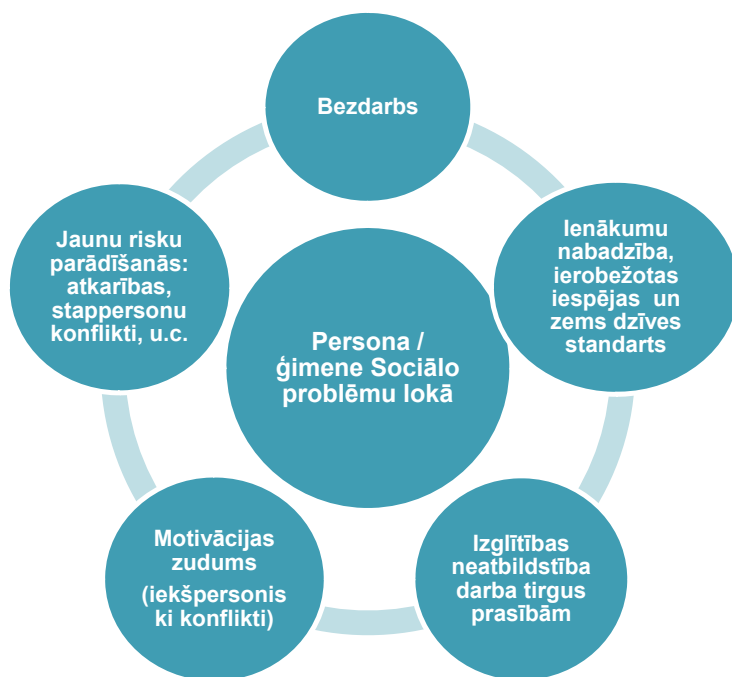 Bezdarbs
Ienākumu
nabadzība,
ierobežotas
iespējas un
zems dzīves
standarts
Jaunu risku
parādīšanās:
atkarības,
stappersonu
konflikti, u.c.
Persona /
ģimene Sociālo
problēmu lokā
Izglītības
neatbildstība
darba tirgus
prasībām
Motivācijas
zudums
(iekšpersonis
ki konflikti)